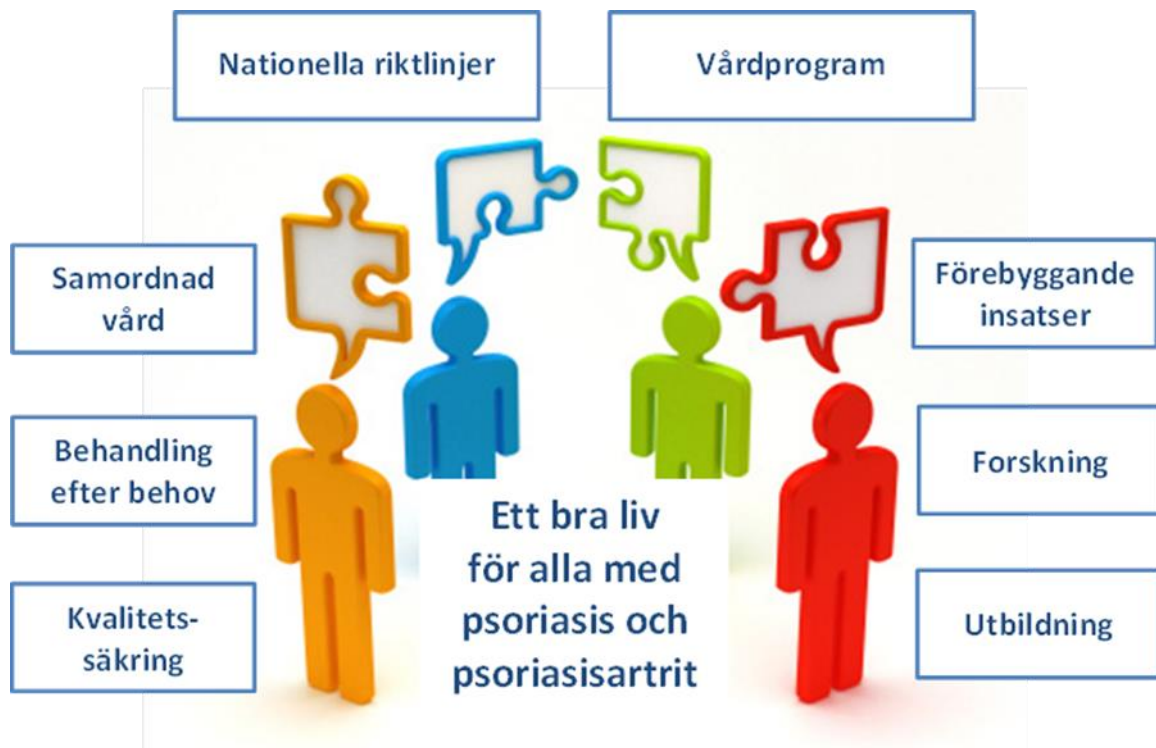 Nationella riktlinjer
Vårdprogram
Samordnad
vård
Förebyggande
insatser
Behandling
efter behov
Forskning
Kvalitets-
säkring
Utbildning
Ett bra liv
för alla med
psoriasis och
psoriasisartrit